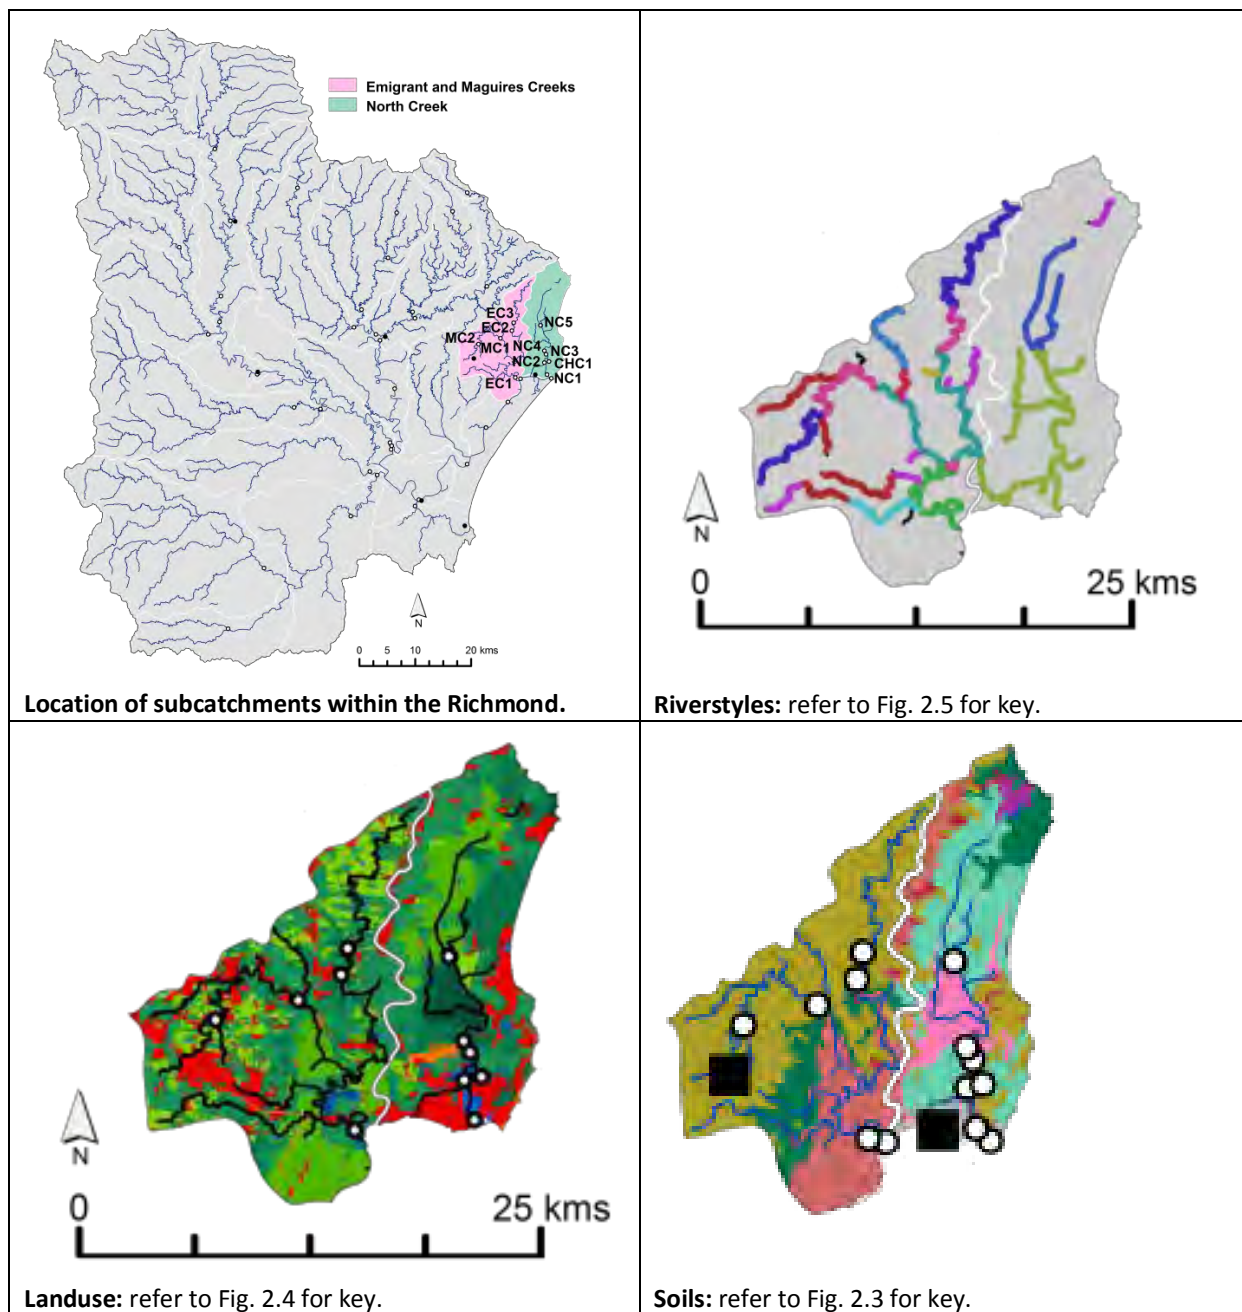 Emigrant and Maguires Creeks
North Creek
EC3
EC2
NC5
MC2
MC1
NC4
NC3
NC2
CHC1
EC1
NC1
N
0 5 10 20 kms
Location of subcatchments within the Richmond.
N
0 25 kms
Riverstyles: refer to Fig. 2.5 for key.
N
0 25 kms
Landuse: refer to Fig. 2.4 for key.
Soils: refer to Fig. 2.3 for key.